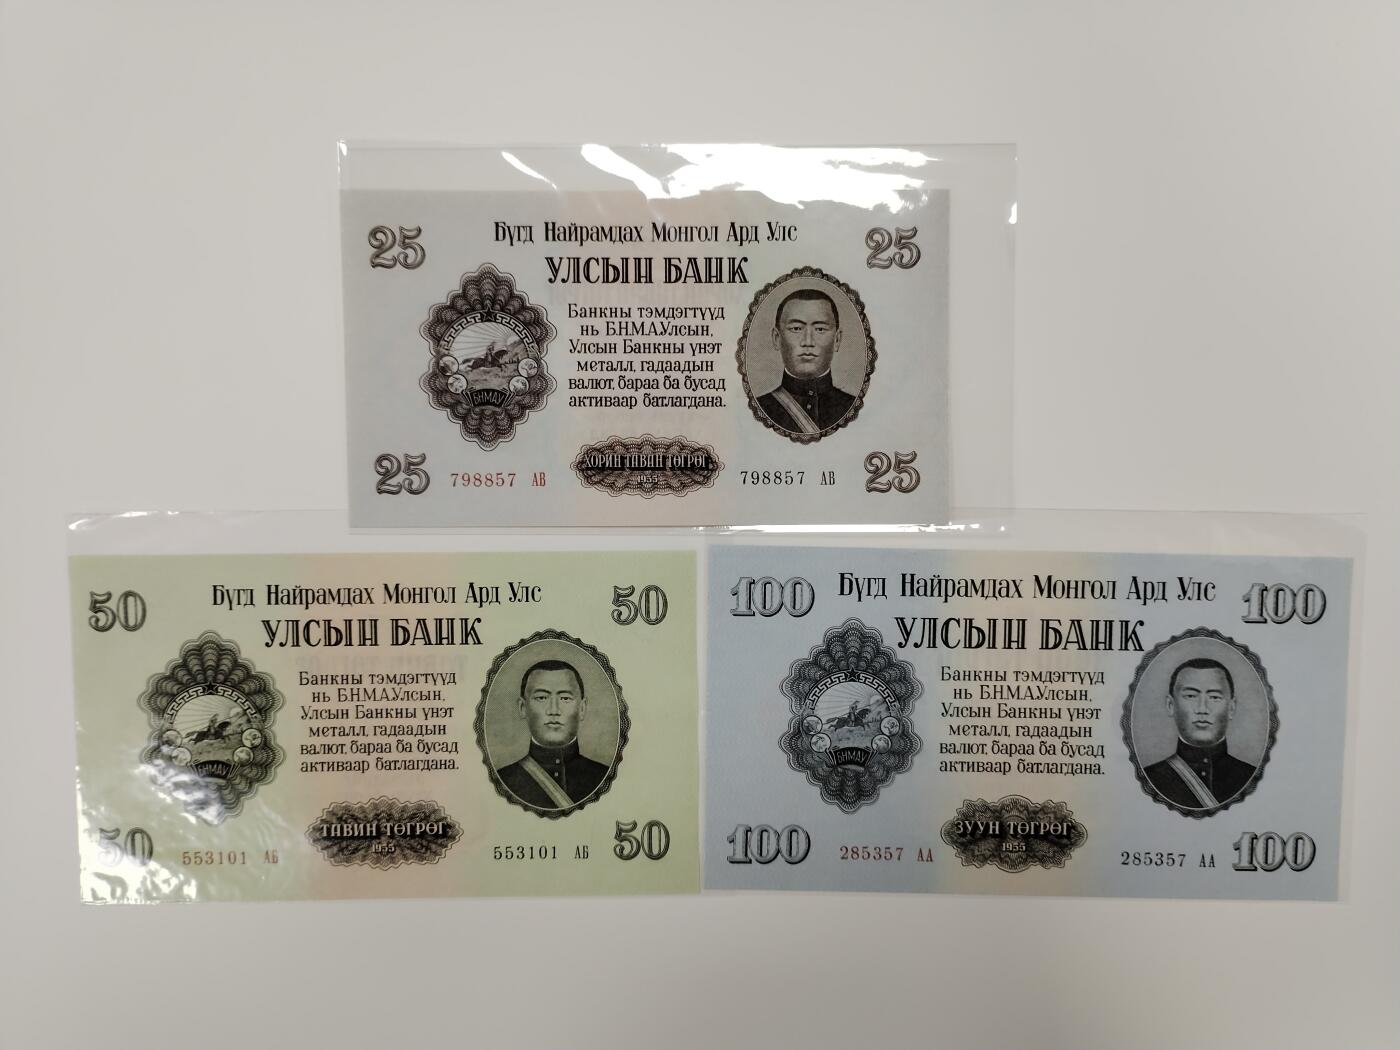 25 25
Бүгд Найрамдах Монгол Ард Улс
УЛСЫН БАНК
Банкны тэмдэгтүүд
нь Б.Н.М.А.Улсын,
Улсын Банкны үнэт
металл, гадаадын
валют, бараа ба бусад
активаар батлагдана.
БНМАУ
ХОРИН ТАВАН ТӨГРӨГ
1955
25 798857 АВ 798857 АВ 25
50 50
Бүгд Найрамдах Монгол Ард Улс
УЛСЫН БАНК
Банкны тэмдэгтүүд
нь Б.Н.М.А.Улсын,
Улсын Банкны үнэт
металл, гадаадын
валют, бараа ба бусад
активаар батлагдана.
БНМАУ
ТАВИН ТӨГРӨГ
1955
50 553101 АБ 553101 АБ 50
100 100
Бүгд Найрамдах Монгол Ард Улс
УЛСЫН БАНК
Банкны тэмдэгтүүд
нь Б.Н.М.А.Улсын,
Улсын Банкны үнэт
металл, гадаадын
валют, бараа ба бусад
активаар батлагдана.
БНМАУ
ЗУУН ТӨГРӨГ
1955
100 285357 АА 285357 АА 100